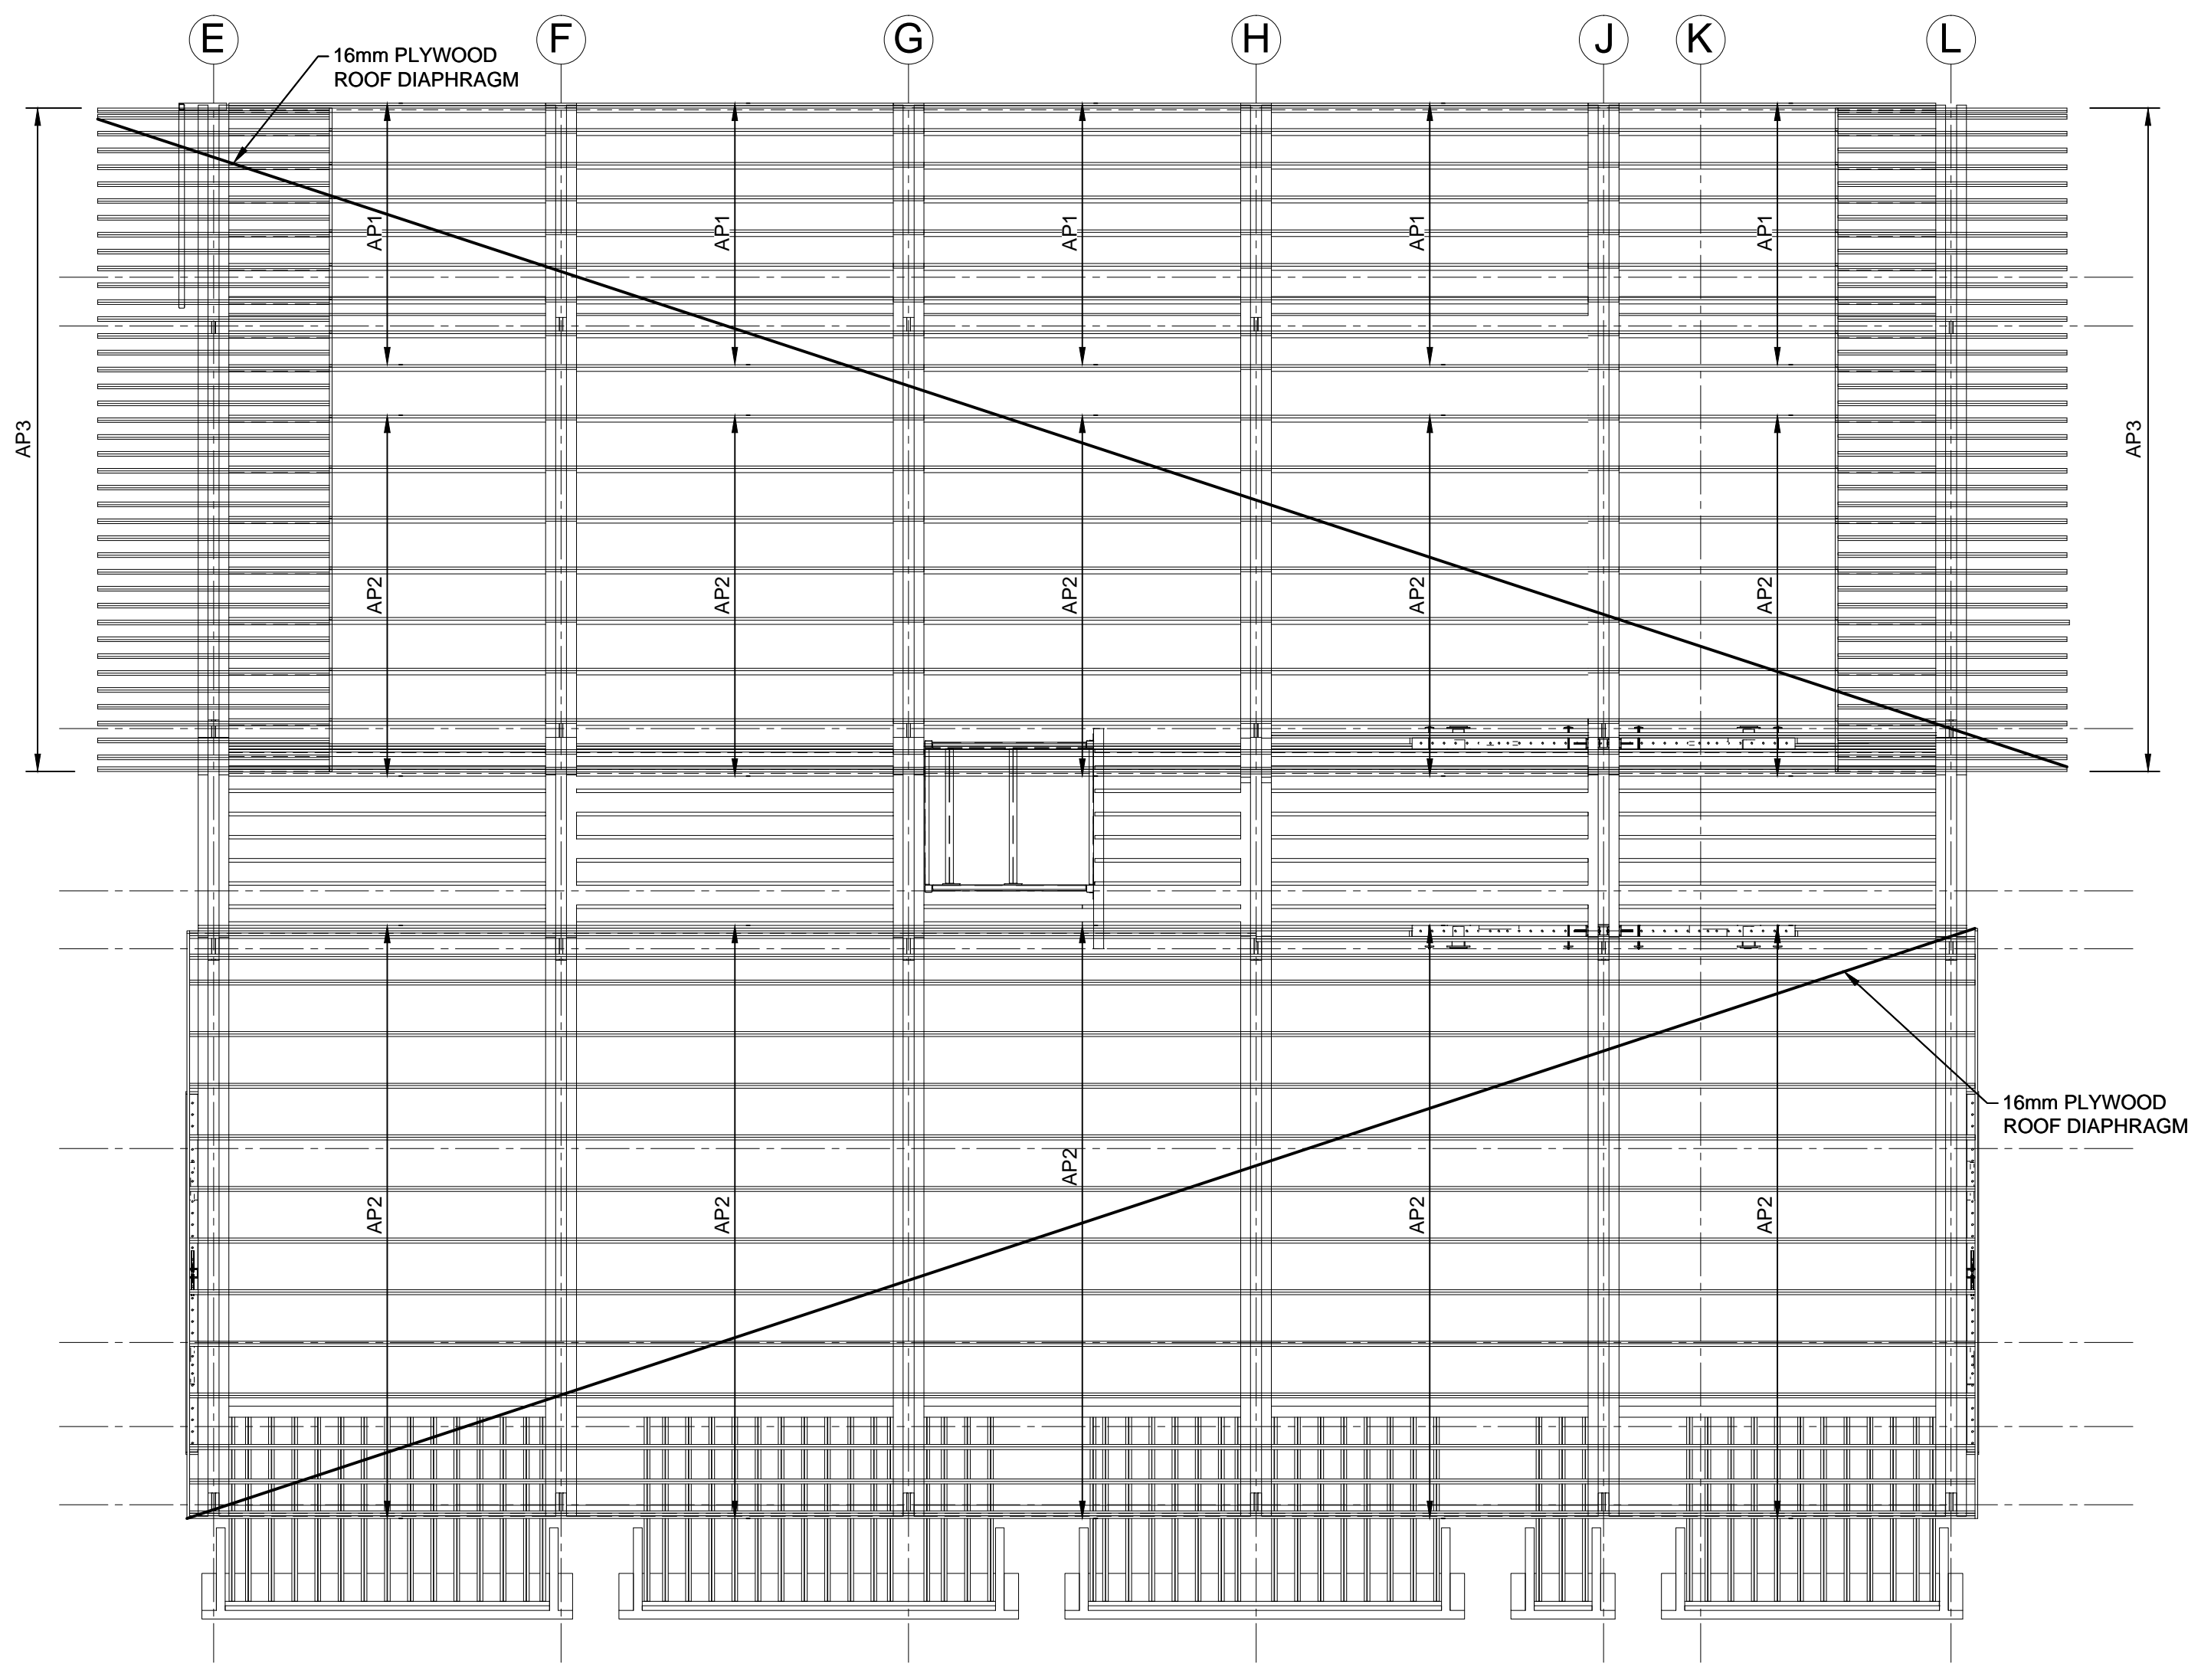 E F G H J K L
16mm PLYWOOD
ROOF DIAPHRAGM
AP1 AP1 AP1 AP1 AP1
AP3 AP3
AP2 AP2 AP2 AP2 AP2
16mm PLYWOOD
ROOF DIAPHRAGM
AP2
AP2 AP2 AP2 AP2